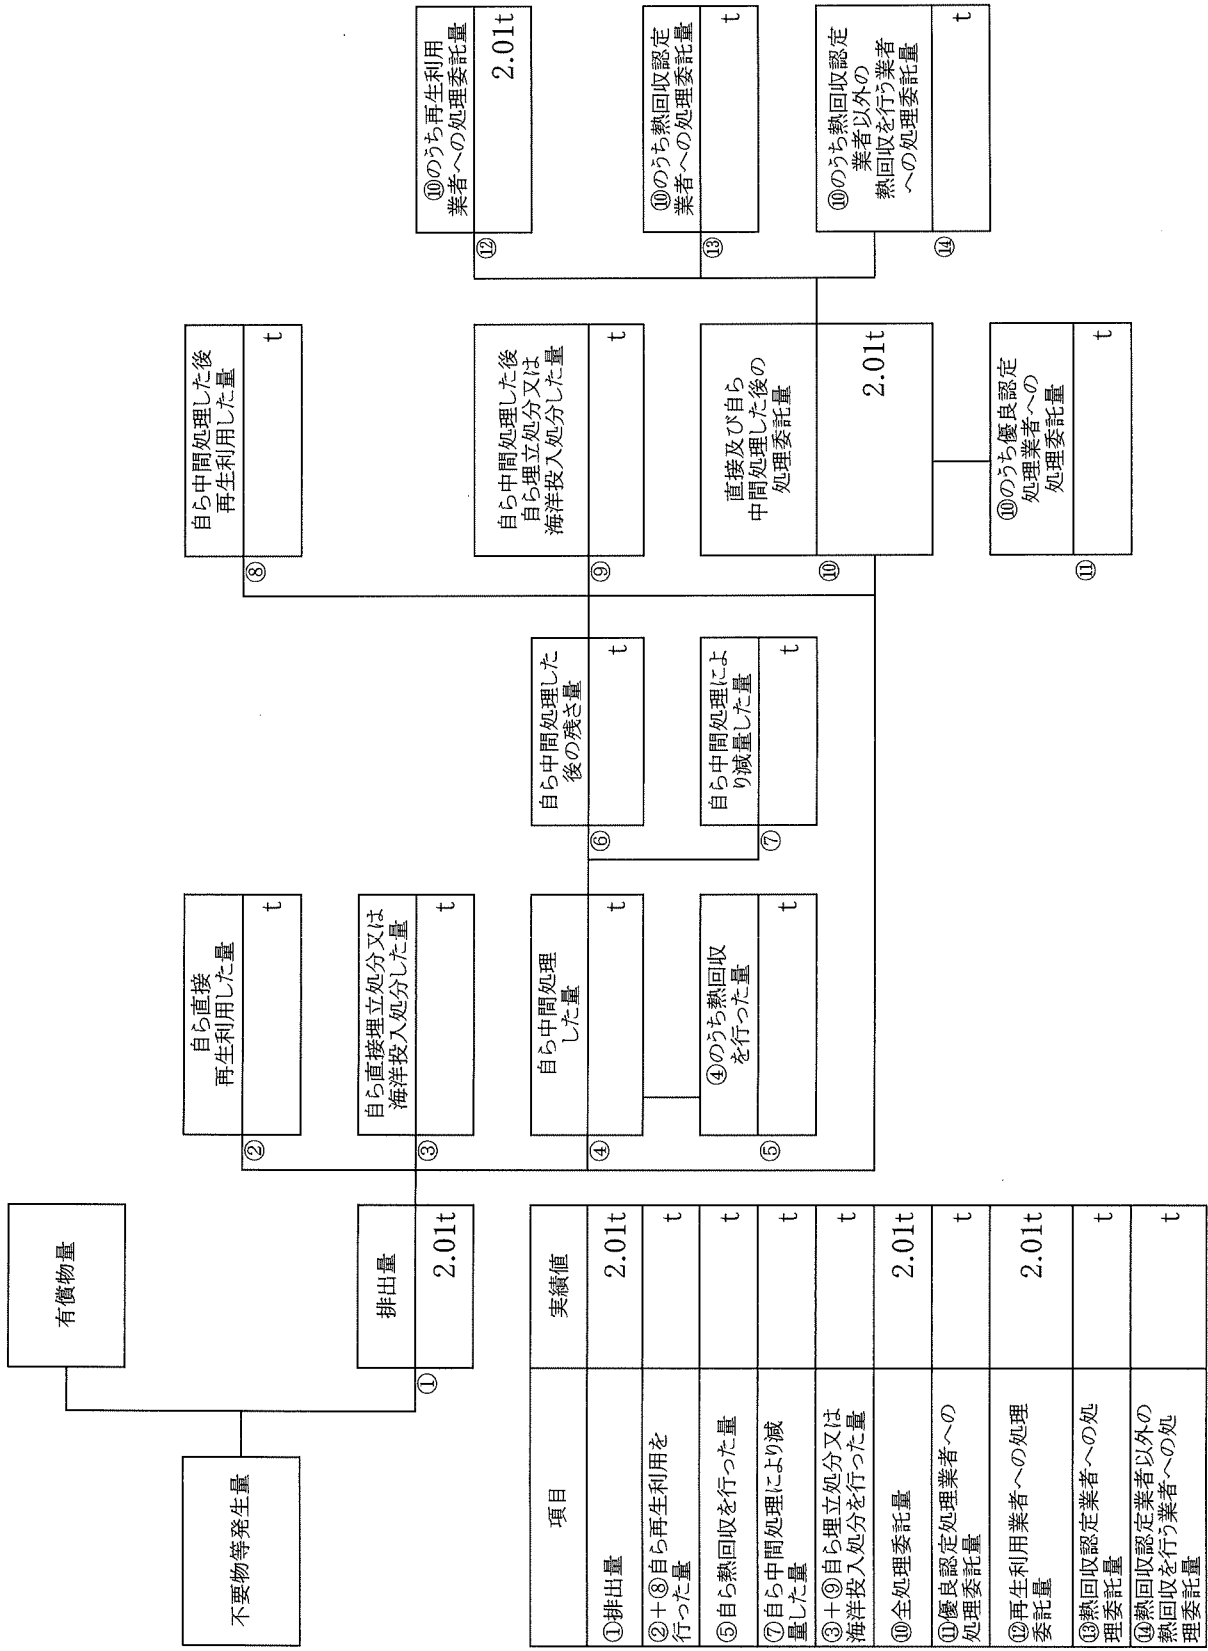 不要物等発生量
有償物量
排出量
①
2.01t
自ら直接
再生利用した量
②
t
自ら直接埋立処分又は
海洋投入処分した量
③
t
自ら中間処理
した量
④
t
④のうち熱回収
を行った量
⑤
t
自ら中間処理した
後の残さ量
⑥
t
自ら中間処理によ
り減量した量
⑦
t
自ら中間処理した後
再生利用した量
⑧
t
自ら中間処理した後
自ら埋立処分又は
海洋投入処分した量
⑨
t
直接及び自ら
中間処理した後の
処理委託量
⑩
2.01t
⑩のうち優良認定
処理業者への
処理委託量
⑪
t
⑩のうち再生利用
業者への処理委託量
⑫
2.01t
⑩のうち熱回収認定
業者への処理委託量
⑬
t
⑩のうち熱回収認定
業者以外の
熱回収を行う業者
への処理委託量
⑭
t
項目
実績値
①排出量
2.01t
②+⑧自ら再生利用を
行った量
t
⑤自ら熱回収を行った量
t
⑦自ら中間処理により減
量した量
t
③+⑨自ら埋立処分又は
海洋投入処分を行った量
t
⑩全処理委託量
2.01t
⑪優良認定処理業者への
処理委託量
t
⑫再生利用業者への処理
委託量
2.01t
⑬熱回収認定業者への処
理委託量
t
⑭熱回収認定業者以外の
熱回収を行う業者への処
理委託量
t